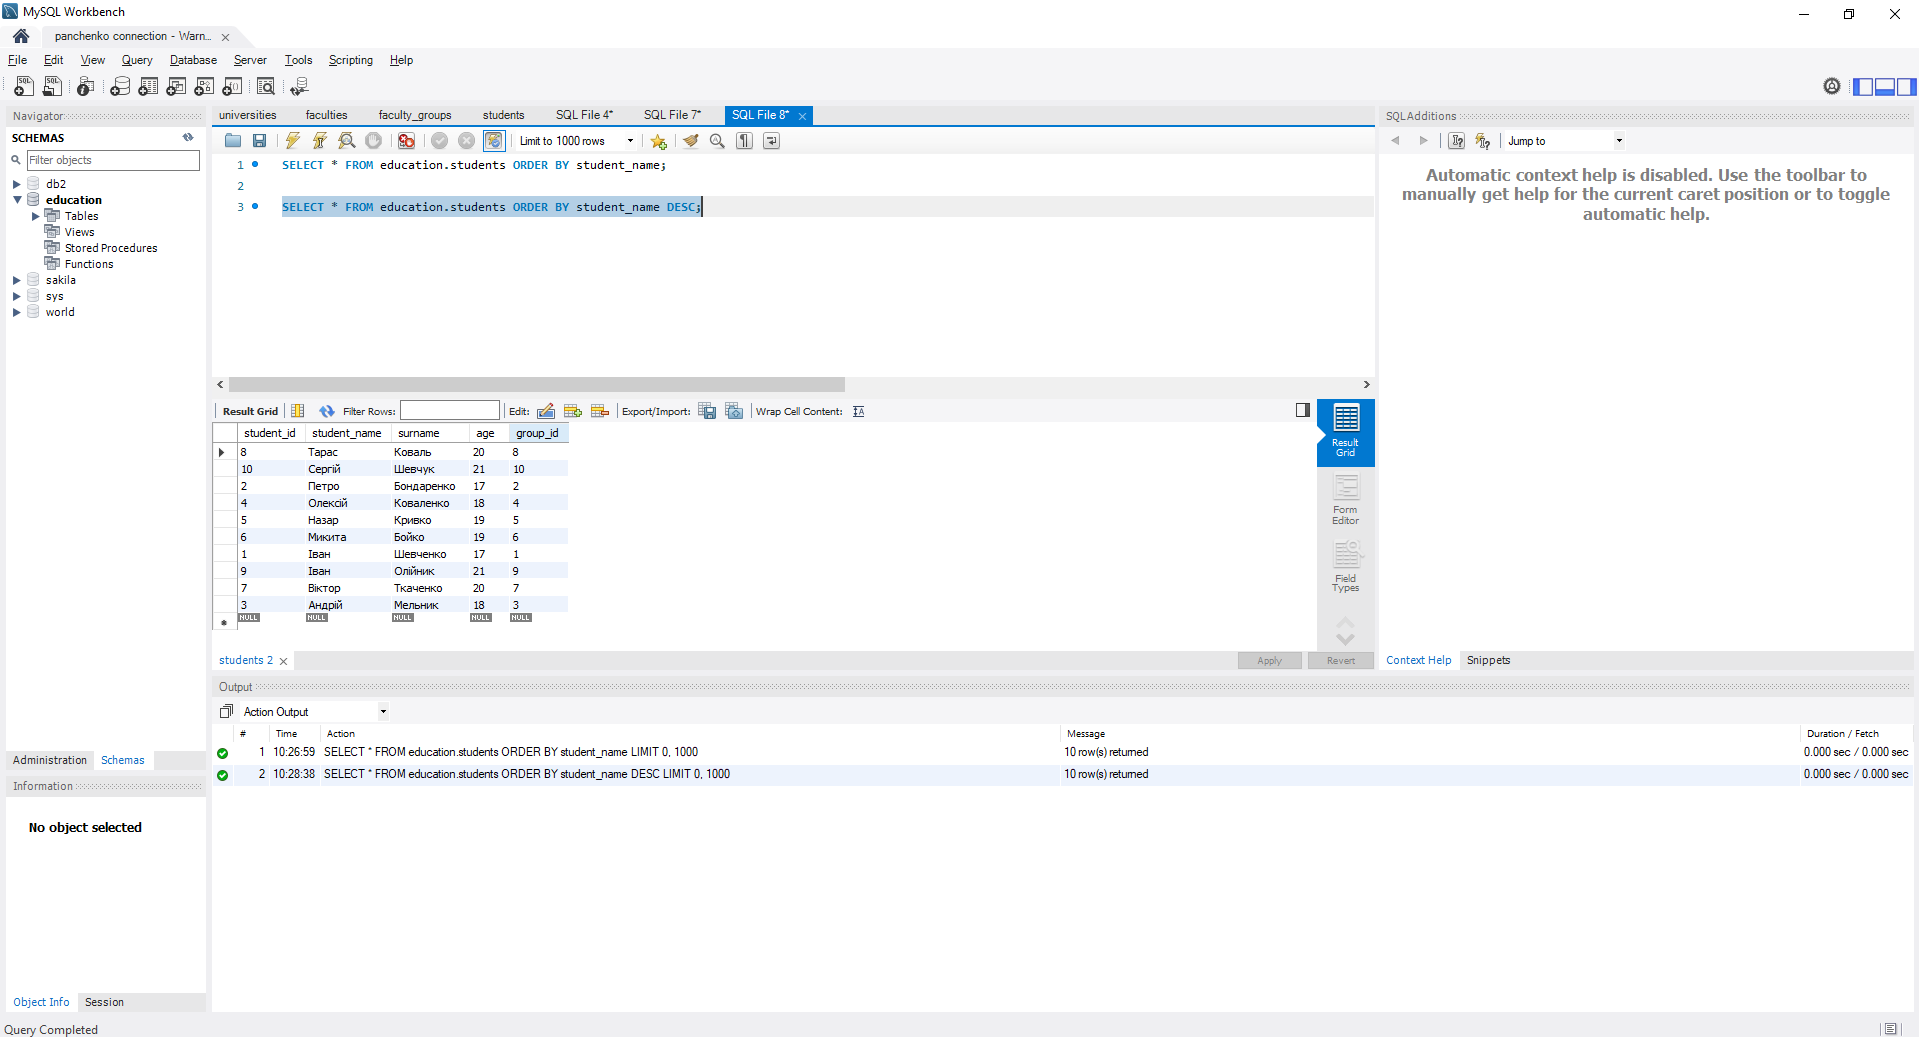 MySQL Workbench
panchenko connection - Warn...
File Edit View Query Database Server Tools Scripting Help
Navigator
SCHEMAS
Filter objects
db2
education
Tables
Views
Stored Procedures
Functions
sakila
sys
world
Administration Schemas
Information
No object selected
Object Info Session
universities faculties faculty_groups students SQL File 4* SQL File 7* SQL File 8*
Limit to 1000 rows
1 SELECT * FROM education.students ORDER BY student_name;
2
3 SELECT * FROM education.students ORDER BY student_name DESC;
Result Grid Filter Rows: Edit: Export/Import: Wrap Cell Content:
student_id student_name surname age group_id
8 Тарас Коваль 20 8
10 Сергій Шевчук 21 10
2 Петро Бондаренко 17 2
4 Олексій Коваленко 18 4
5 Назар Кривко 19 5
6 Микита Бойко 19 6
1 Іван Шевченко 17 1
9 Іван Олійник 21 9
7 Віктор Ткаченко 20 7
3 Андрій Мельник 18 3
NULL NULL NULL NULL NULL
Result
Grid
Form
Editor
Field
Types
students 2
Apply Revert
SQLAdditions
Jump to
Automatic context help is disabled. Use the toolbar to
manually get help for the current caret position or to toggle
automatic help.
Context Help Snippets
Output
Action Output
# Time Action Message Duration / Fetch
1 10:26:59 SELECT * FROM education.students ORDER BY student_name LIMIT 0, 1000 10 row(s) returned 0.000 sec / 0.000 sec
2 10:28:38 SELECT * FROM education.students ORDER BY student_name DESC LIMIT 0, 1000 10 row(s) returned 0.000 sec / 0.000 sec
Query Completed